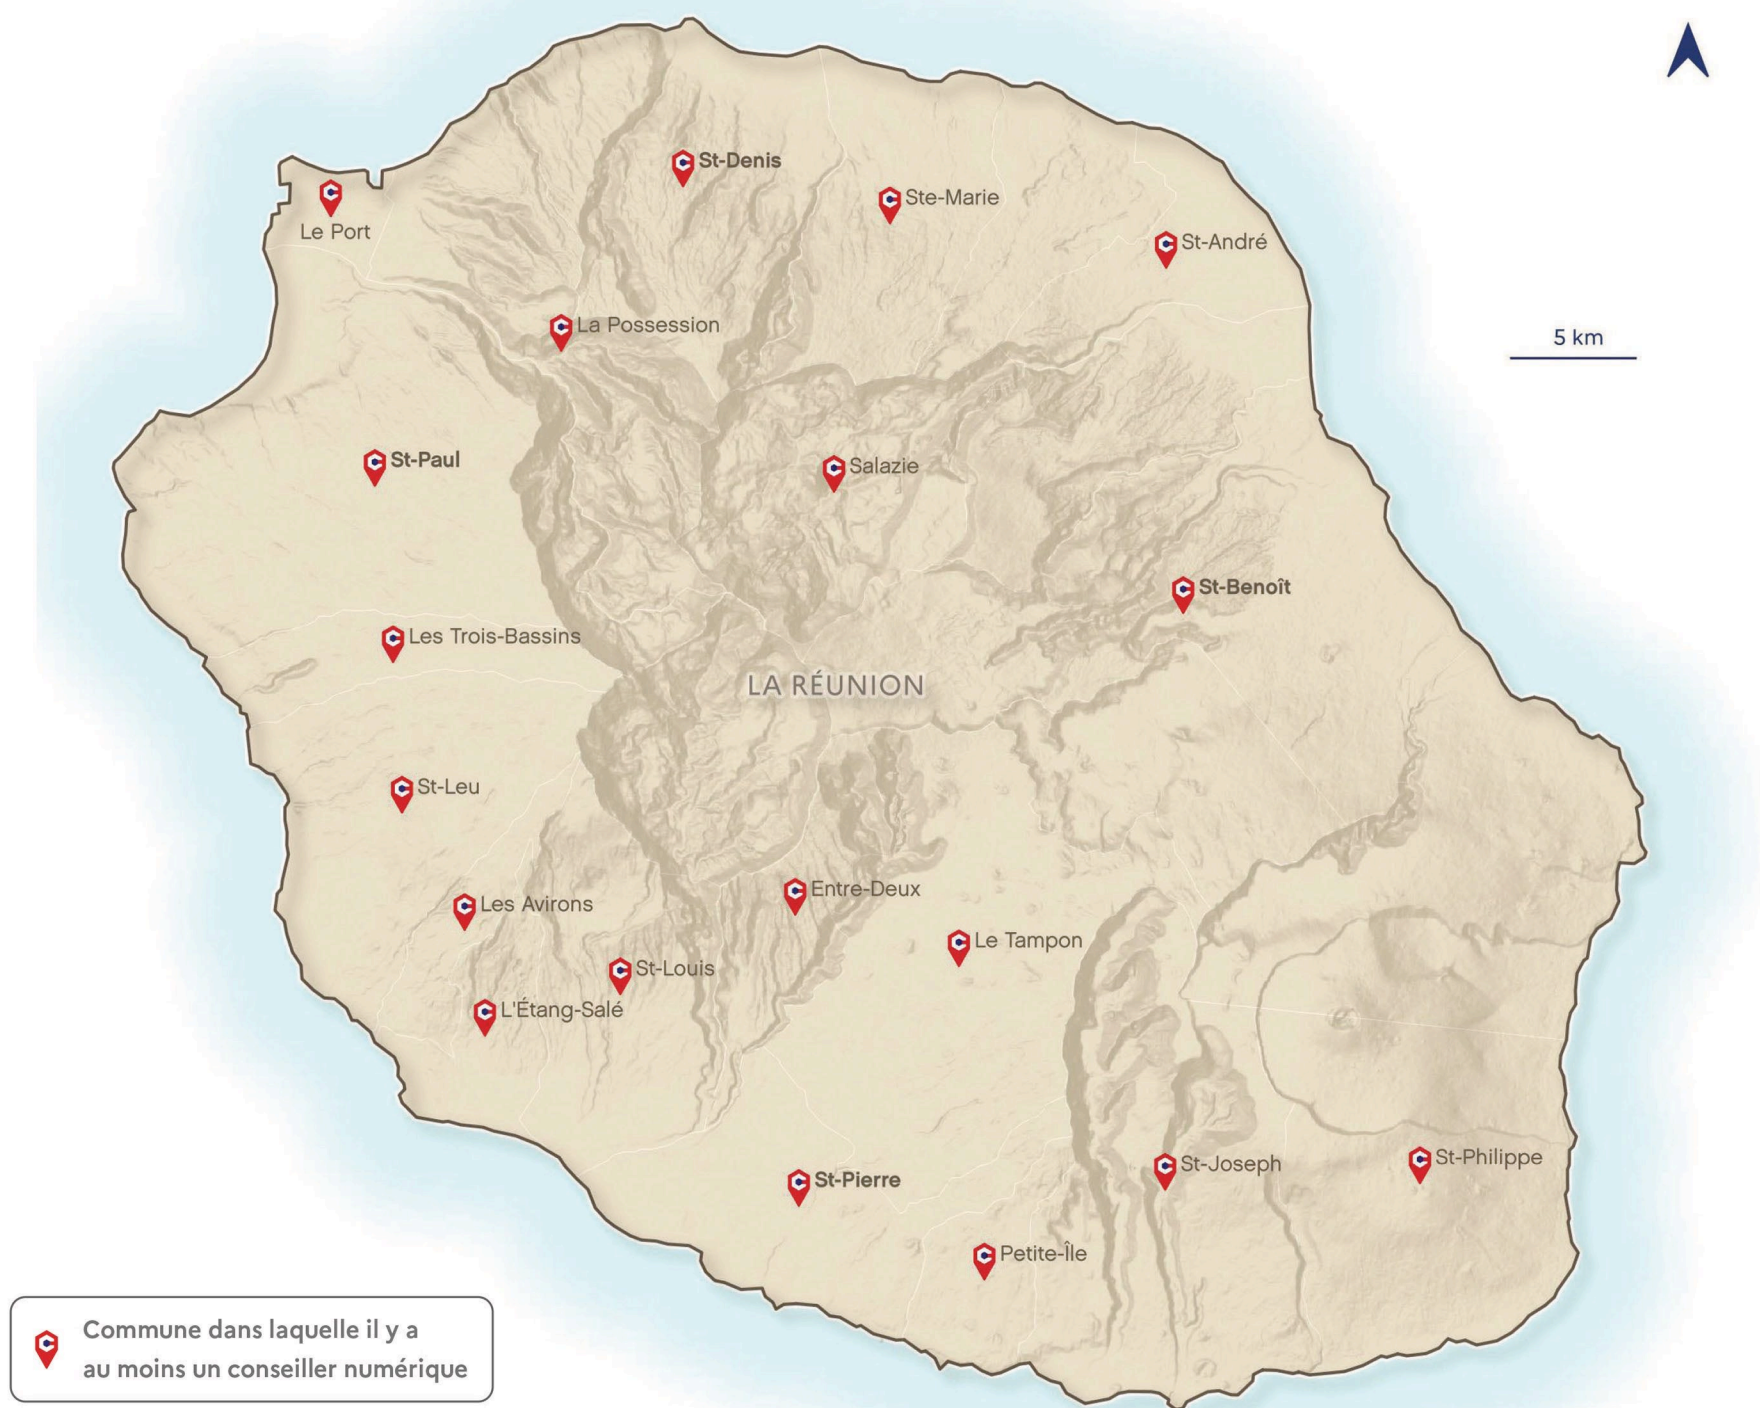 St-Denis
Ste-Marie
Le Port
St-André
La Possession
5 km
St-Paul
Salazie
St-Benoît
Les Trois-Bassins
LA RÉUNION
St-Leu
Entre-Deux
Les Avirons
Le Tampon
St-Louis
L'Étang-Salé
St-Philippe
St-Joseph
St-Pierre
Petite-Île
Commune dans laquelle il y a
au moins un conseiller numérique